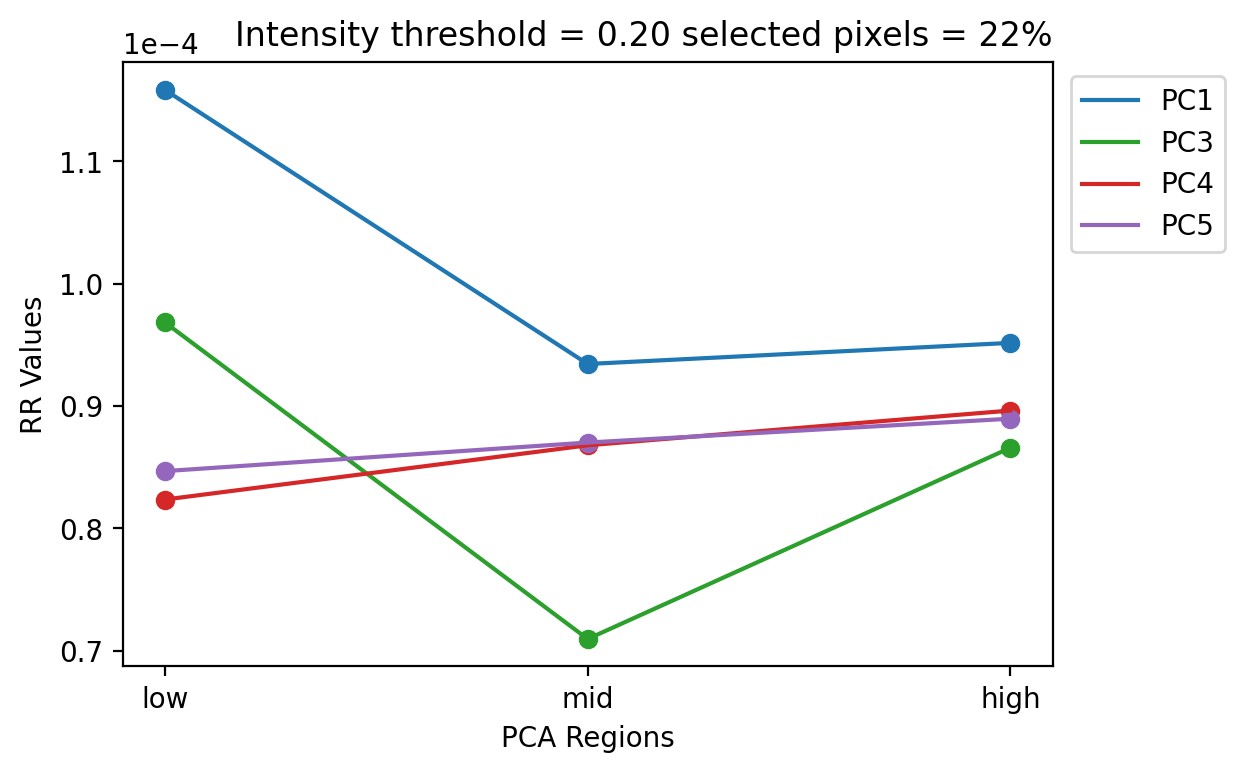 Intensity threshold = 0.20 selected pixels = 22%
1e−4
1.1
1.0
0.9
0.8
0.7
RR Values
low
mid
high
PCA Regions
PC1
PC3
PC4
PC5